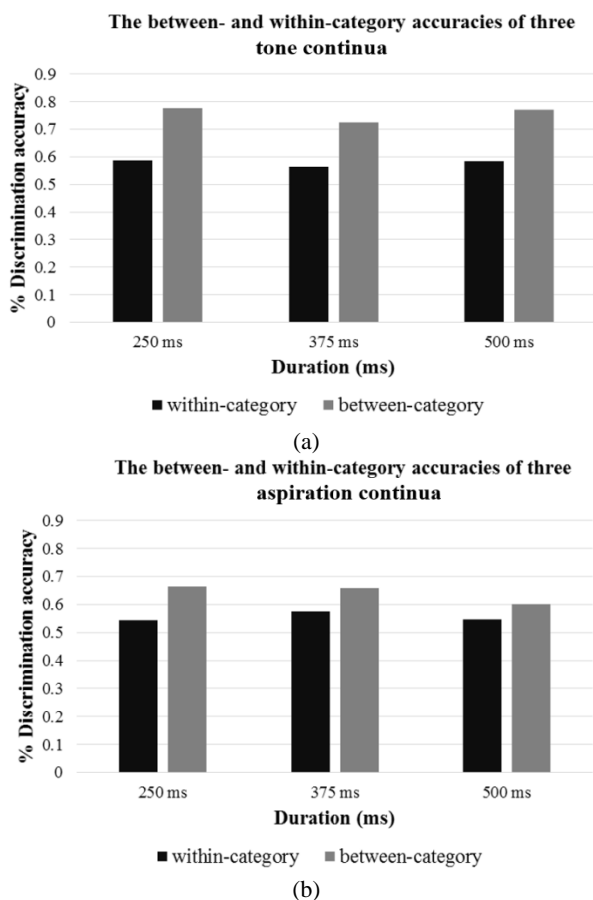 The between- and within-category accuracies of three
tone continua
0.9
0.8
0.7
0.6
0.5
0.4
0.3
0.2
0.1
0
% Discrimination accuracy
250 ms 375 ms 500 ms
Duration (ms)
within-category between-category
(a)
The between- and within-category accuracies of three
aspiration continua
0.9
0.8
0.7
0.6
0.5
0.4
0.3
0.2
0.1
0
% Discrimination accuracy
250 ms 375 ms 500 ms
Duration (ms)
within-category between-category
(b)